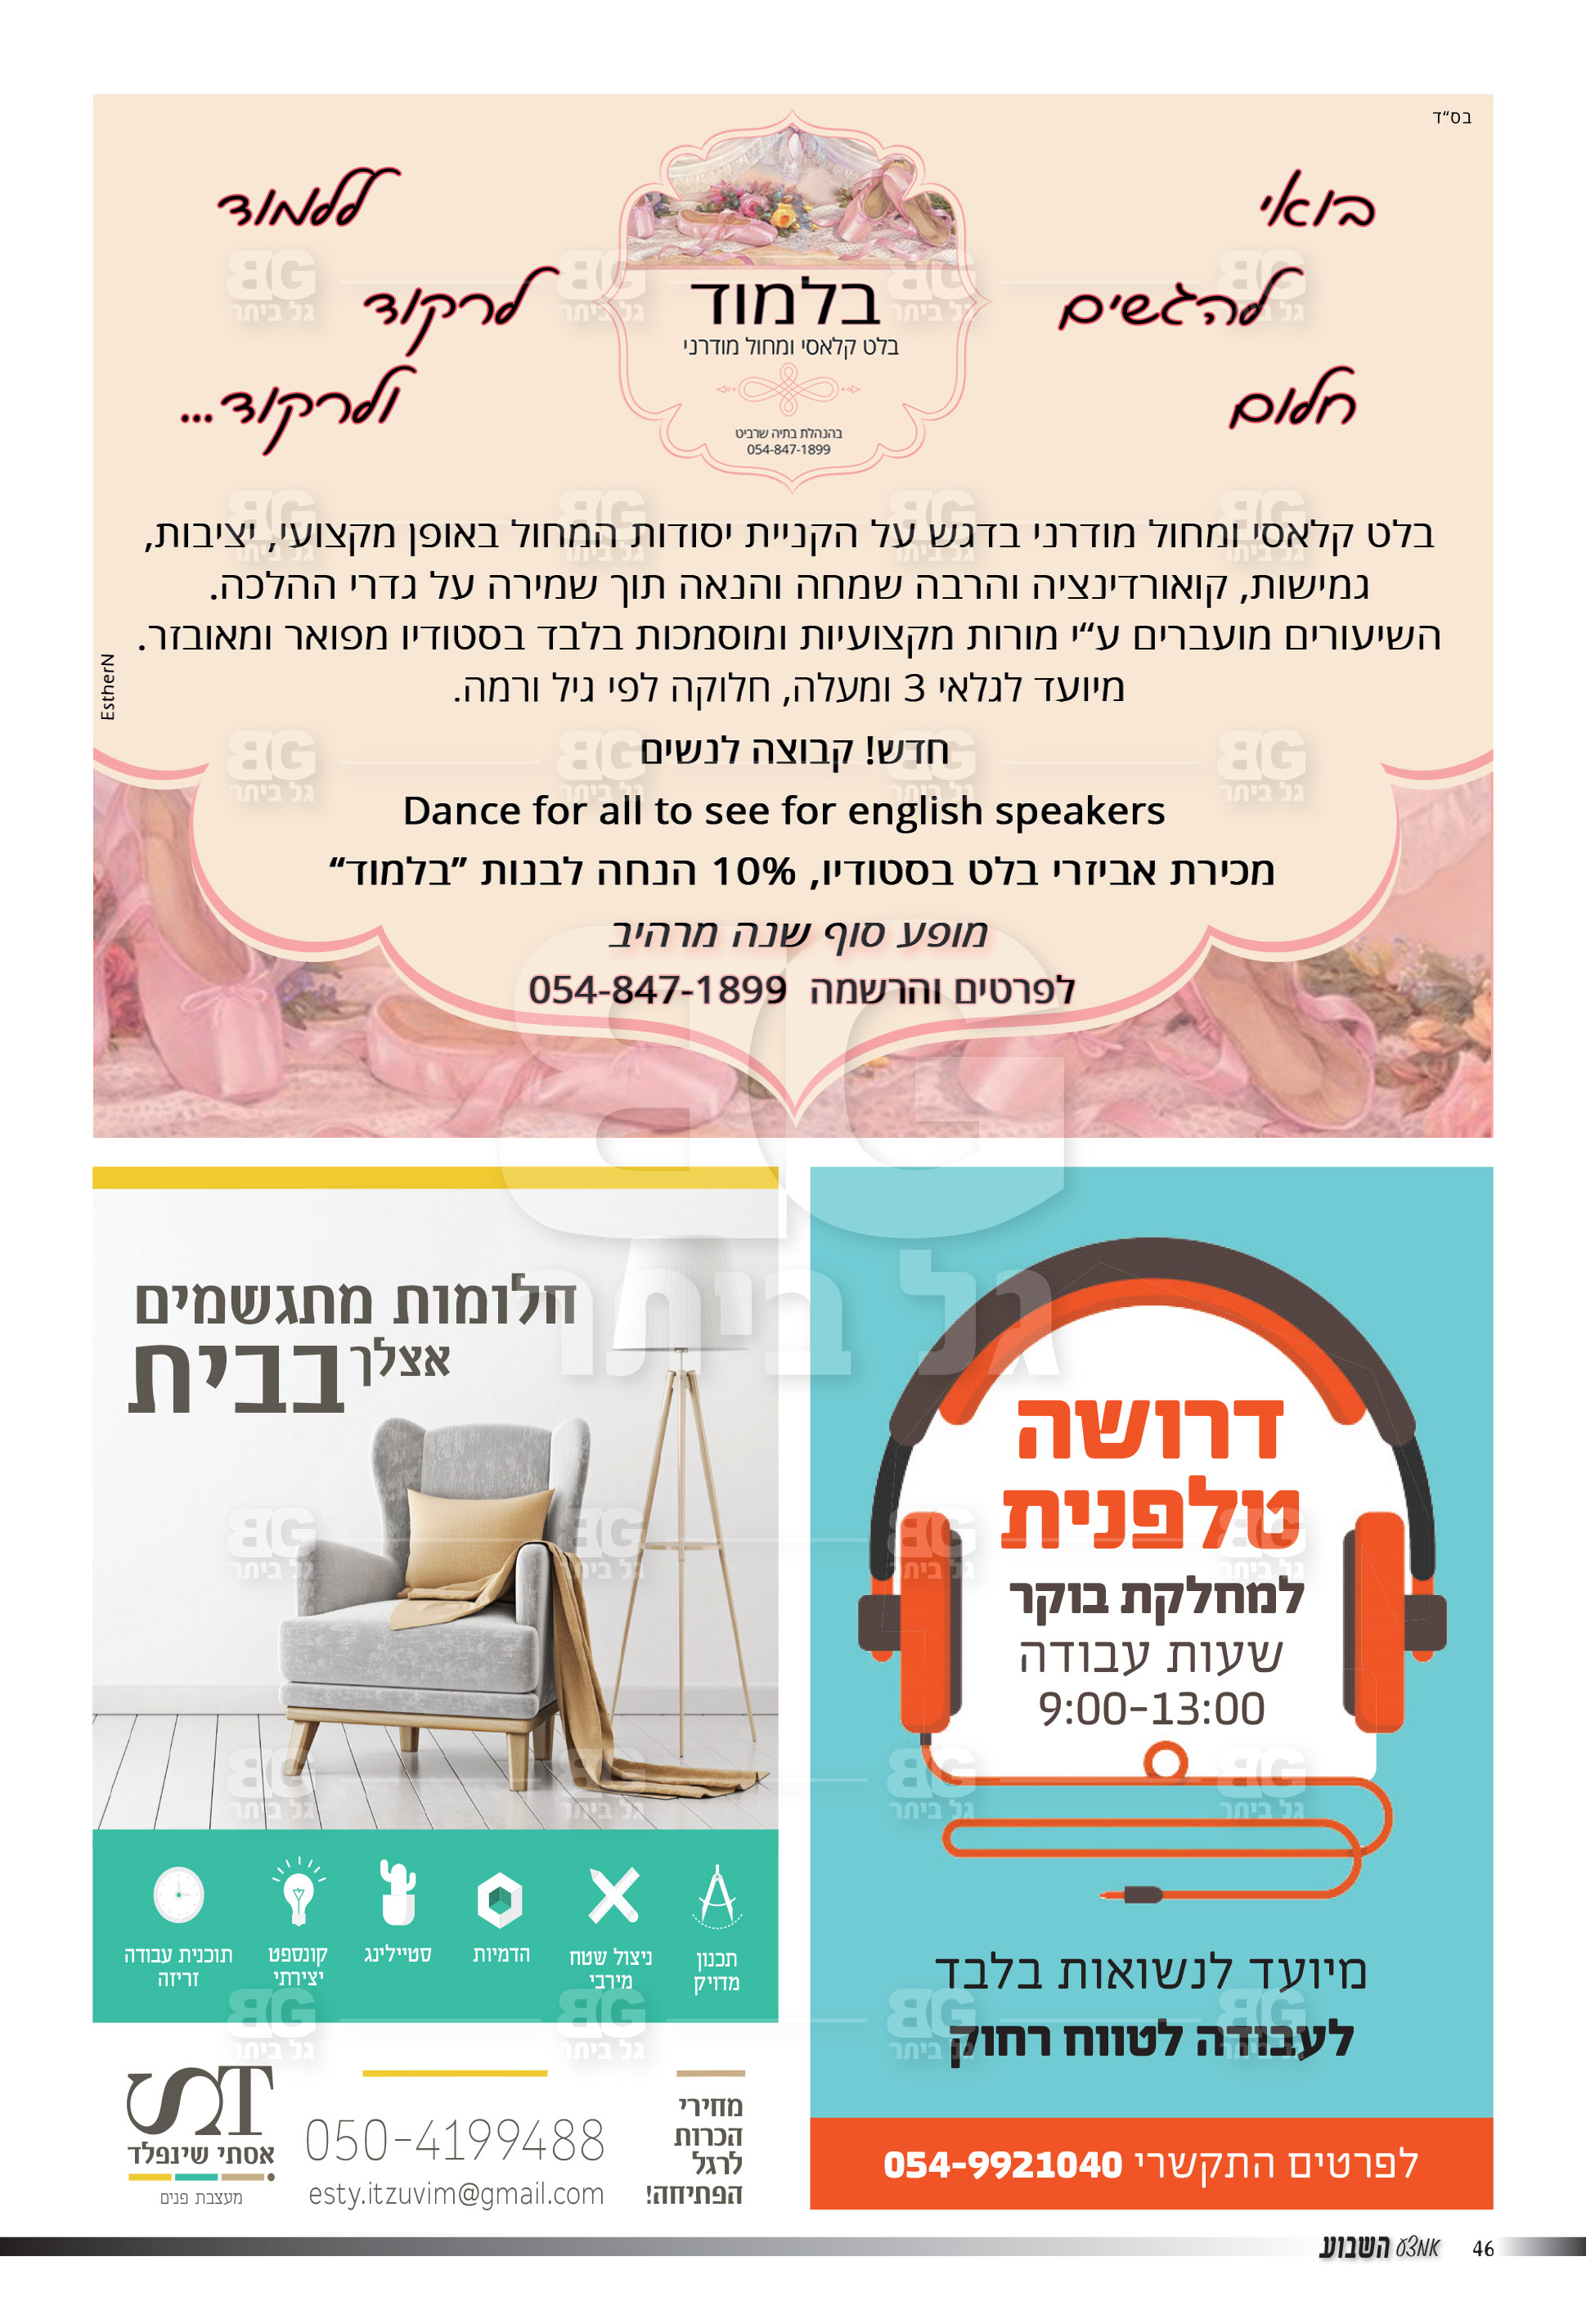 בס“ד
בואי
להגשים
חלום
ללמוד
לרקוד
ולרקוד...
בלמוד
בלט קלאסי ומחול מודרני
בהנהלת בתיה שרביט
054-847-1899
בלט קלאסי ומחול מודרני בדגש על הקניית יסודות המחול באופן מקצועי, יציבות,
גמישות, קואורדינציה והרבה שמחה והנאה תוך שמירה על גדרי ההלכה.
השיעורים מועברים ע“י מורות מקצועיות ומוסמכות בלבד בסטודיו מפואר ומאובזר.
מיועד לגלאי 3 ומעלה, חלוקה לפי גיל ורמה.
חדש! קבוצה לנשים
Dance for all to see for english speakers
מכירת אביזרי בלט בסטודיו, 10% הנחה לבנות ”בלמוד“
מופע סוף שנה מרהיב
לפרטים והרשמה 054-847-1899
EstherN
דרושה
טלפנית
למחלקת בוקר
שעות עבודה
9:00-13:00
מיועד לנשואות בלבד
לעבודה לטווח רחוק
לפרטים התקשרי 054-9921040
חלומות מתגשמים
אצלך בבית
תכנון
מדויק
ניצול שטח
מירבי
הדמיות
סטיילינג
קונספט
יצירתי
תוכנית עבודה
זריזה
מחירי
הכרות
לרגל
הפתיחה!
050-4199488
esty.itzuvim@gmail.com
ST
אסתי שינפלד
מעצבת פנים
BG
גל ביתר
46 אמצע השבוע